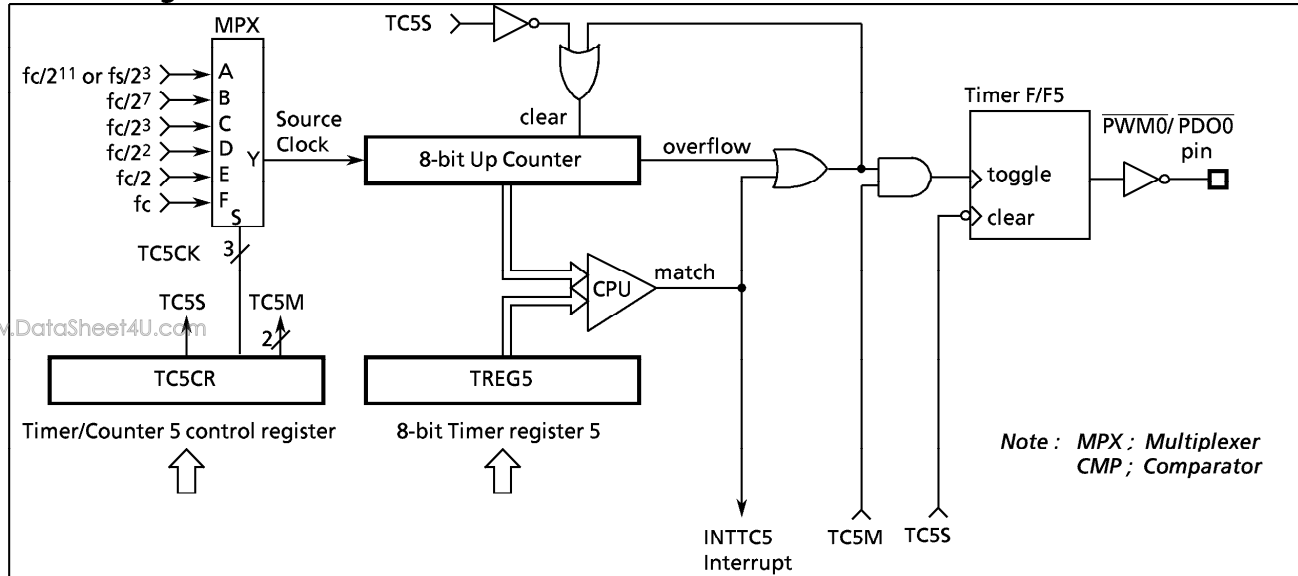 MPX
TC5S
fc/2¹¹ or fs/2³
A
fc/2⁷
B
fc/2³
C
fc/2²
D
fc/2
E
fc
F
S
Y
Source
Clock
clear
8-bit Up Counter
overflow
Timer F/F5
toggle
clear
PWM0/ PDO0
pin
TC5CK
3
TC5S
TC5M
2
CPU
match
w.DataSheet4U.com
TC5CR
TREG5
Timer/Counter 5 control register
8-bit Timer register 5
Note : MPX ; Multiplexer
CMP ; Comparator
INTTC5
Interrupt
TC5M
TC5S